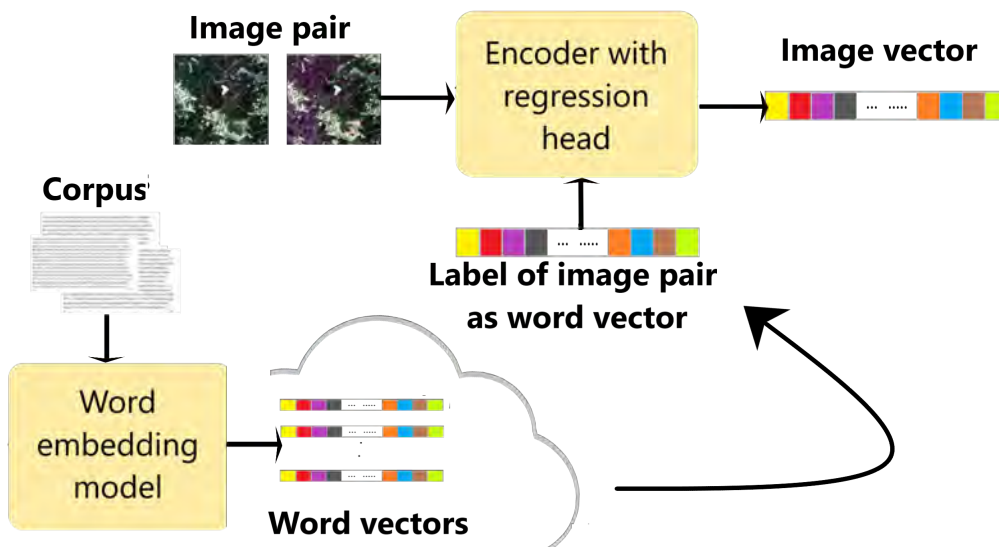 Image pair
Encoder with
regression
head
Image vector
... .....
Corpus
... .....
Label of image pair
as word vector
Word
embedding
model
... .....
... .....
... .....
Word vectors